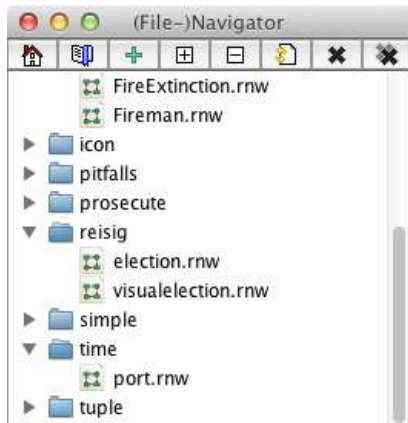 (File-)Navigator
FireExtinction.rnw
Fireman.rnw
icon
pitfalls
prosecute
reisig
election.rnw
visualelection.rnw
simple
time
port.rnw
tuple